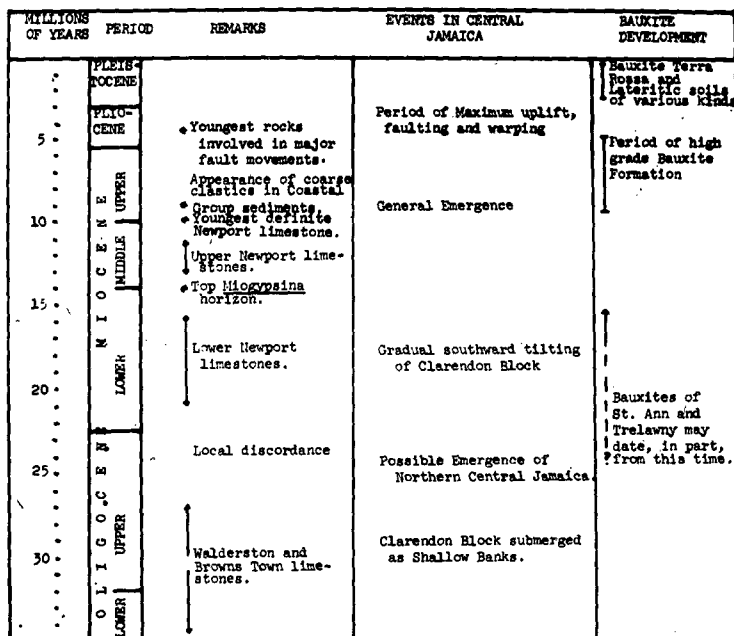 MILLIONS
OF YEARS
PERIOD
REMARKS
EVENTS IN CENTRAL
JAMAICA
BAUXITE
DEVELOPMENT
PLEIS-
TOCENE
PLIO-
CENE
MIOCENE
UPPER
MIDDLE
LOWER
OLIGOCENE
UPPER
LOWER
5
10
15
20
25
30
Youngest rocks
involved in major
fault movements.
Appearance of coarse
clastics in Coastal
Group sediments.
Youngest definite
Newport limestone.
Upper Newport lime-
stones.
Top Miogypsina
horizon.
Lower Newport
limestones.
Local discordance
Walderston and
Browns Town lime-
stones.
Period of Maximum uplift,
faulting and warping
General Emergence
Gradual southward tilting
of Clarendon Block
Possible Emergence of
Northern Central Jamaica.
Clarendon Block submerged
as Shallow Banks.
Bauxite Terra
Rossa and
Lateritic soils
of various kinds
Period of high
grade Bauxite
Formation
Bauxites of
St. Ann and
Trelawny may
date, in part,
? from this time.